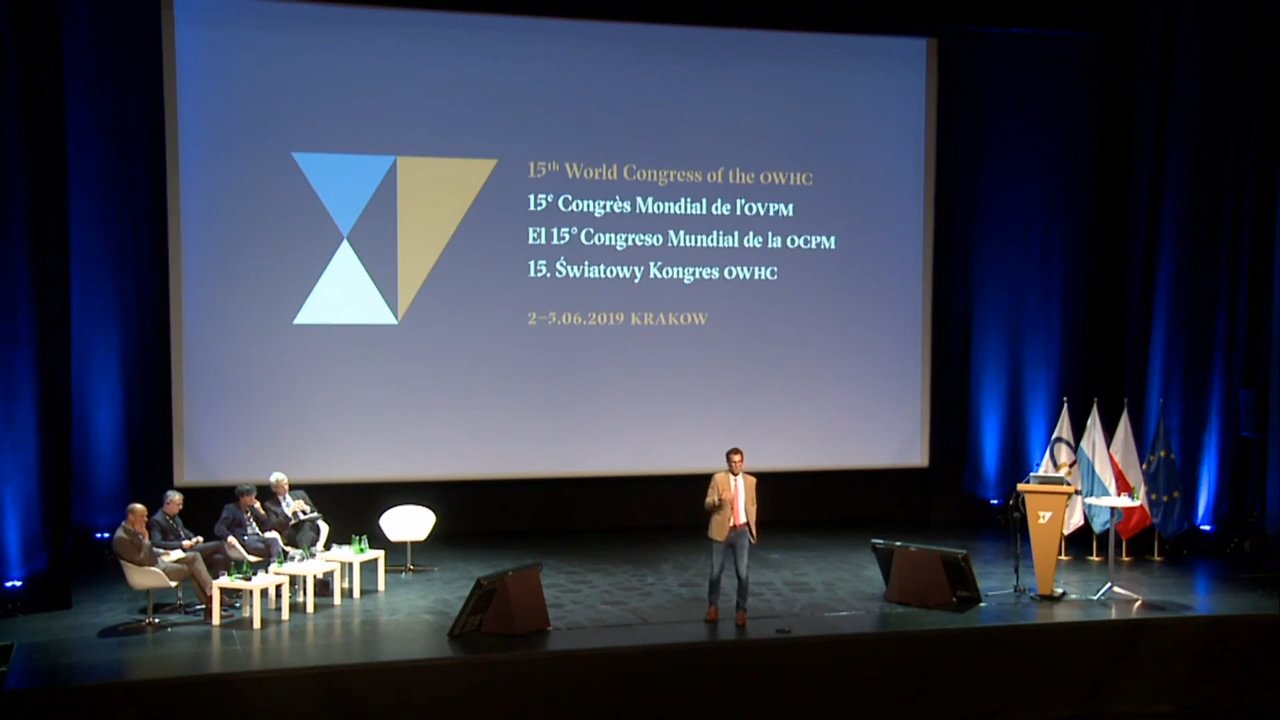 15th World Congress of the OWHC
15e Congrès Mondial de l'OVPM
El 15° Congreso Mundial de la OCPM
15. Światowy Kongres OWHC
2–5.06.2019 KRAKOW